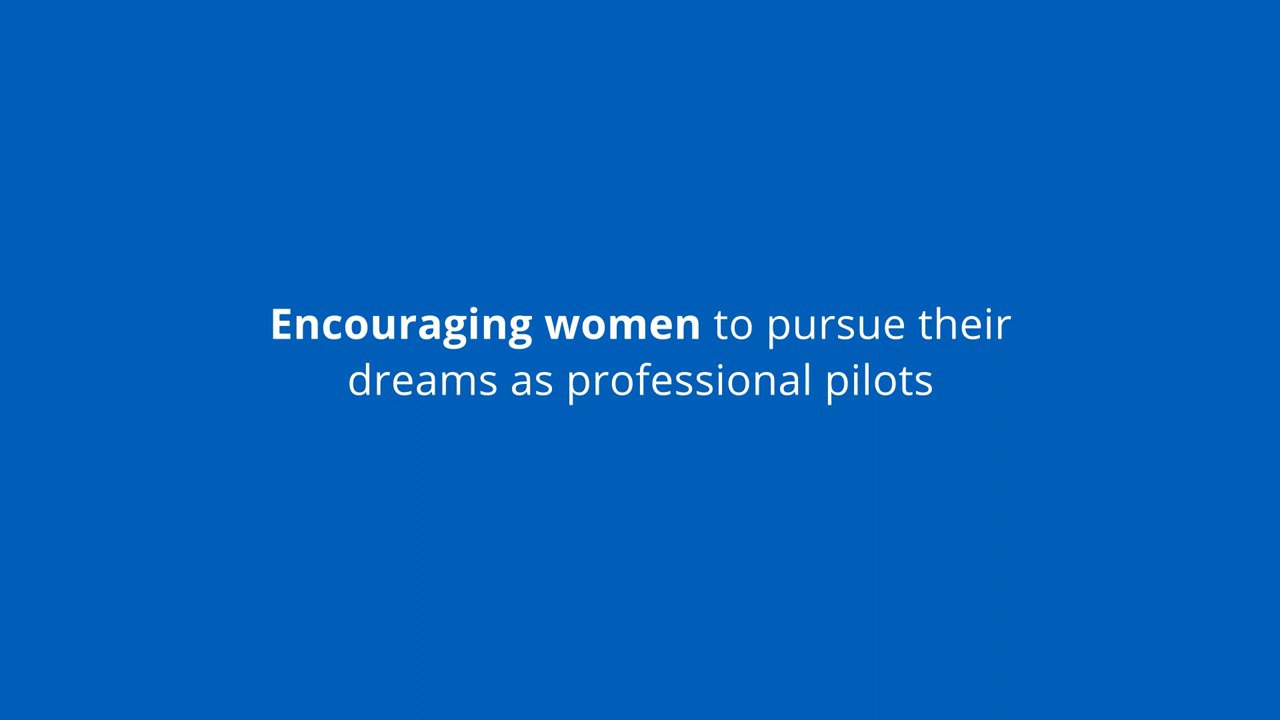 Encouraging women to pursue their
dreams as professional pilots